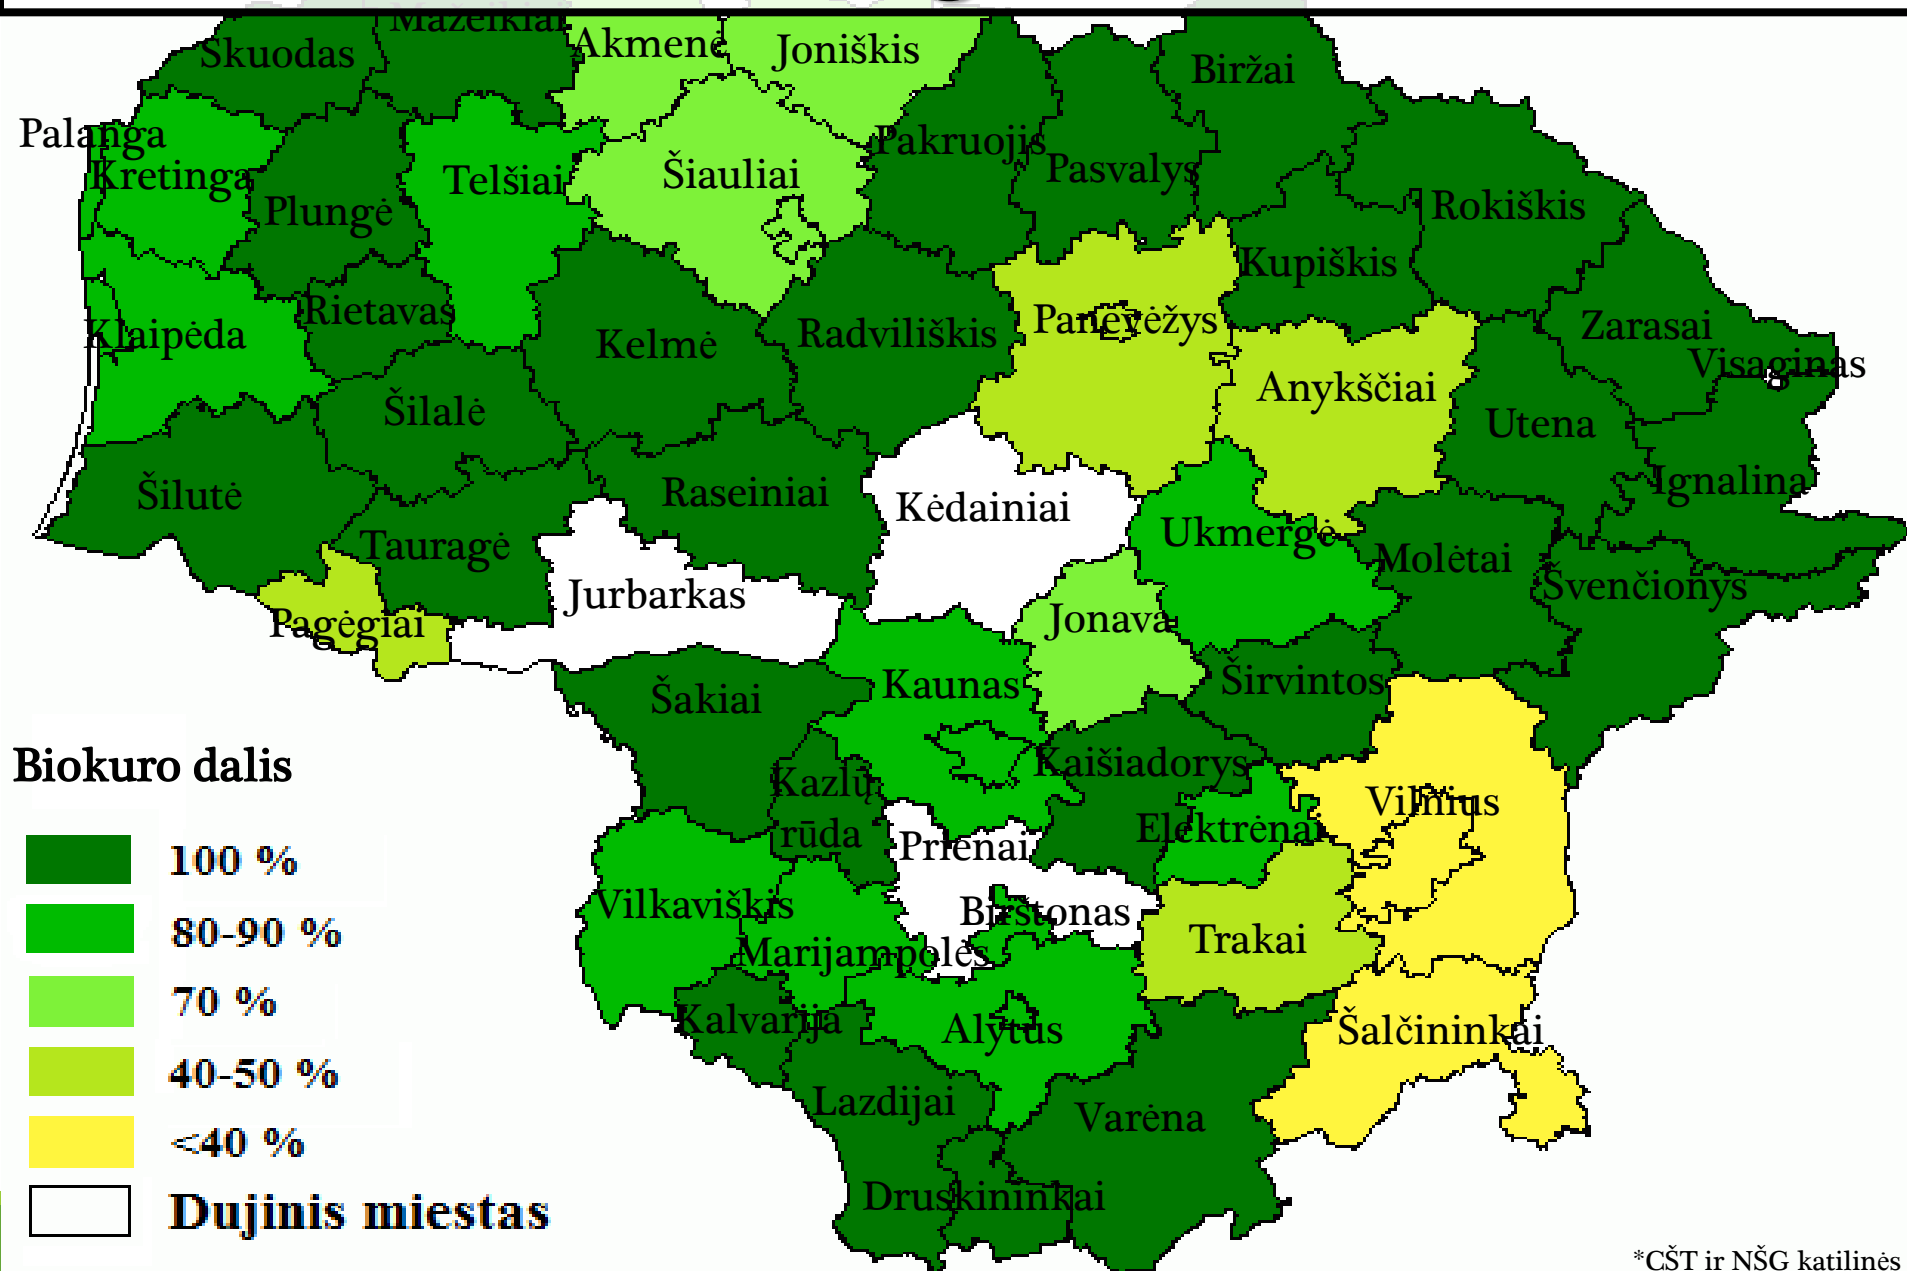 Mažeikiai
Skuodas
Akmenė
Joniškis
Biržai
Palanga
Kretinga
Telšiai
Šiauliai
Pakruojis
Pasvalys
Plungė
Rokiškis
Kupiškis
Rietavas
Klaipėda
Kelmė
Radviliškis
Panevėžys
Zarasai
Visaginas
Anykščiai
Šilalė
Utena
Šilutė
Raseiniai
Kėdainiai
Ignalina
Tauragė
Ukmergė
Molėtai
Švenčionys
Jurbarkas
Pagėgiai
Jonava
Kaunas
Širvintos
Šakiai
Kaišiadorys
Kazlų
rūda
Vilnius
Elektrėnai
Prienai
Vilkaviškis
Birštonas
Marijampolės
Trakai
Kalvarija
Alytus
Šalčininkai
Lazdijai
Varėna
Druskininkai
Biokuro dalis
100 %
80-90 %
70 %
40-50 %
<40 %
Dujinis miestas
*CŠT ir NŠG katilinės